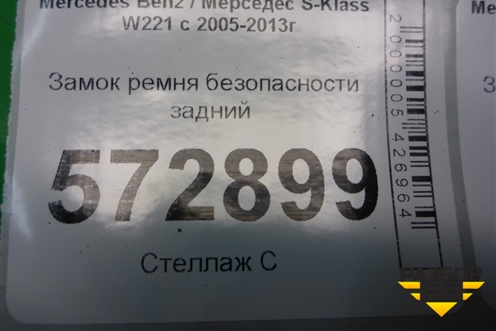 Mercedes Benz / Мерседес S-Klass
W221 с 2005-2013г
Замок ремня безопасности
задний
572899
Стеллаж С
2000005426964